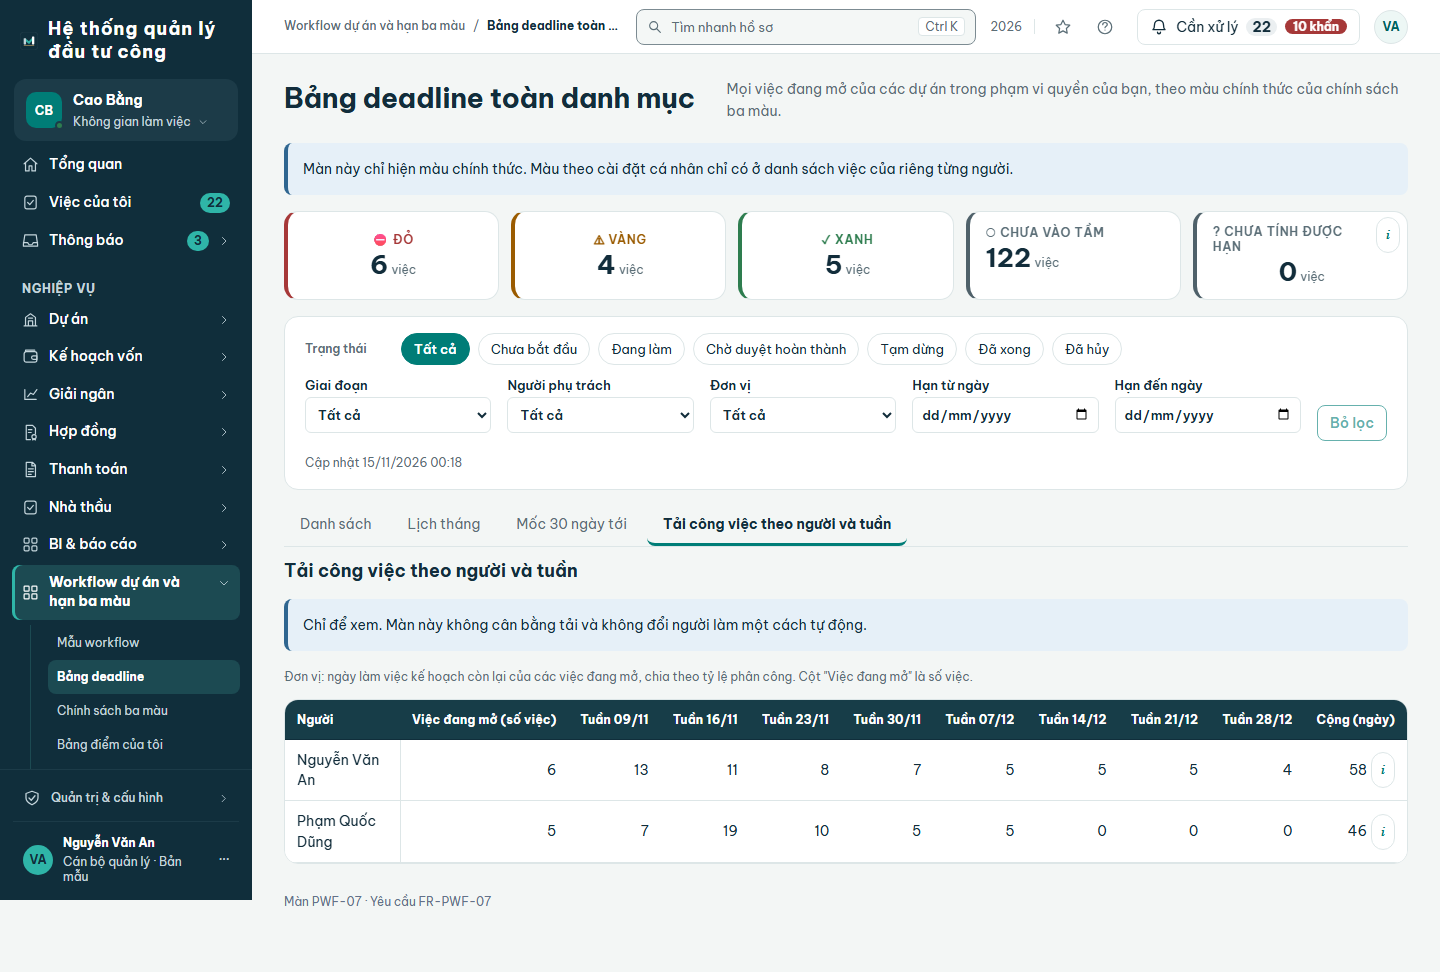 Hệ thống quản lý
đầu tư công
CB
Cao Bằng
Không gian làm việc
Tổng quan
Việc của tôi 22
Thông báo 3
NGHIỆP VỤ
Dự án
Kế hoạch vốn
Giải ngân
Hợp đồng
Thanh toán
Nhà thầu
BI & báo cáo
Workflow dự án và
hạn ba màu
Mẫu workflow
Bảng deadline
Chính sách ba màu
Bảng điểm của tôi
Quản trị & cấu hình
VA
Nguyễn Văn An
Cán bộ quản lý · Bản
mẫu
Workflow dự án và hạn ba màu / Bảng deadline toàn ...
Tìm nhanh hồ sơ Ctrl K
2026
Cần xử lý 22 10 khẩn
VA
Bảng deadline toàn danh mục
Mọi việc đang mở của các dự án trong phạm vi quyền của bạn, theo màu chính thức của chính sách
ba màu.
Màn này chỉ hiện màu chính thức. Màu theo cài đặt cá nhân chỉ có ở danh sách việc của riêng từng người.
ĐỎ
6 việc
VÀNG
4 việc
✓ XANH
5 việc
○ CHƯA VÀO TẦM
122 việc
? CHƯA TÍNH ĐƯỢC
HẠN
0 việc
i
Trạng thái Tất cả Chưa bắt đầu Đang làm Chờ duyệt hoàn thành Tạm dừng Đã xong Đã hủy
Giai đoạn Người phụ trách Đơn vị Hạn từ ngày Hạn đến ngày
Tất cả Tất cả Tất cả dd/mm/yyyy dd/mm/yyyy Bỏ lọc
Cập nhật 15/11/2026 00:18
Danh sách Lịch tháng Mốc 30 ngày tới Tải công việc theo người và tuần
Tải công việc theo người và tuần
Chỉ để xem. Màn này không cân bằng tải và không đổi người làm một cách tự động.
Đơn vị: ngày làm việc kế hoạch còn lại của các việc đang mở, chia theo tỷ lệ phân công. Cột "Việc đang mở" là số việc.
Người Việc đang mở (số việc) Tuần 09/11 Tuần 16/11 Tuần 23/11 Tuần 30/11 Tuần 07/12 Tuần 14/12 Tuần 21/12 Tuần 28/12 Cộng (ngày)
Nguyễn Văn
An
6 13 11 8 7 5 5 5 4 58 i
Phạm Quốc
Dũng
5 7 19 10 5 5 0 0 0 46 i
Màn PWF-07 · Yêu cầu FR-PWF-07